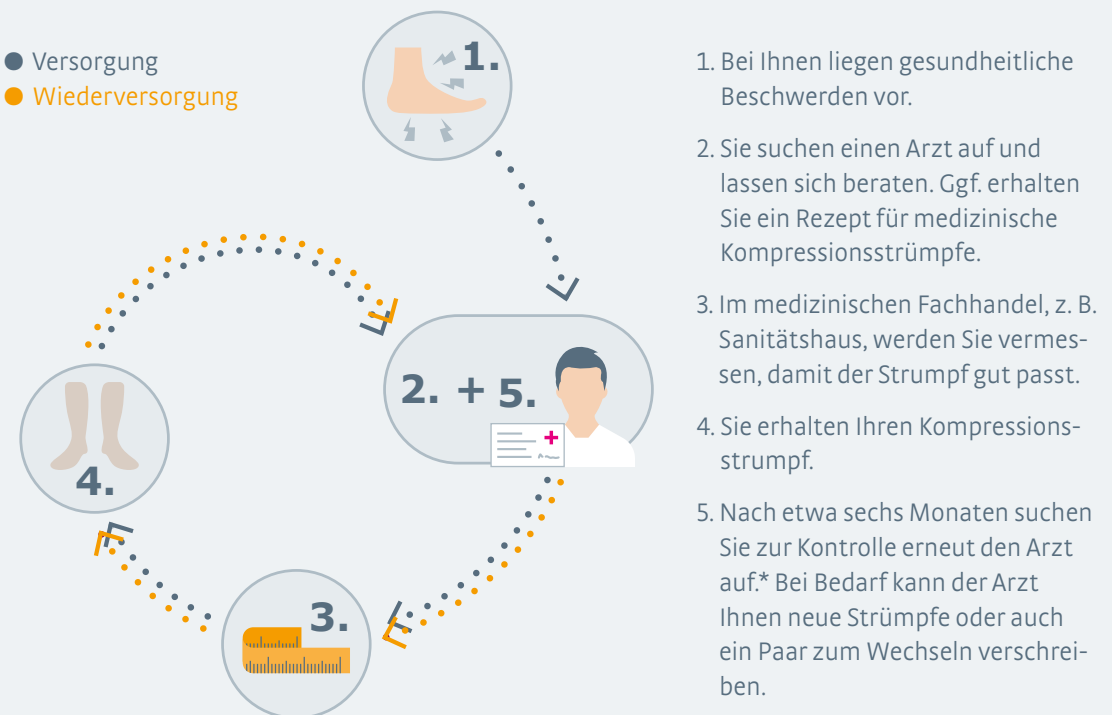 Versorgung
Wiederversorgung
1.
2. + 5.
3.
4.
1. Bei Ihnen liegen gesundheitliche
Beschwerden vor.
2. Sie suchen einen Arzt auf und
lassen sich beraten. Ggf. erhalten
Sie ein Rezept für medizinische
Kompressionsstrümpfe.
3. Im medizinischen Fachhandel, z. B.
Sanitätshaus, werden Sie vermes-
sen, damit der Strumpf gut passt.
4. Sie erhalten Ihren Kompressions-
strumpf.
5. Nach etwa sechs Monaten suchen
Sie zur Kontrolle erneut den Arzt
auf.* Bei Bedarf kann der Arzt
Ihnen neue Strümpfe oder auch
ein Paar zum Wechseln verschrei-
ben.